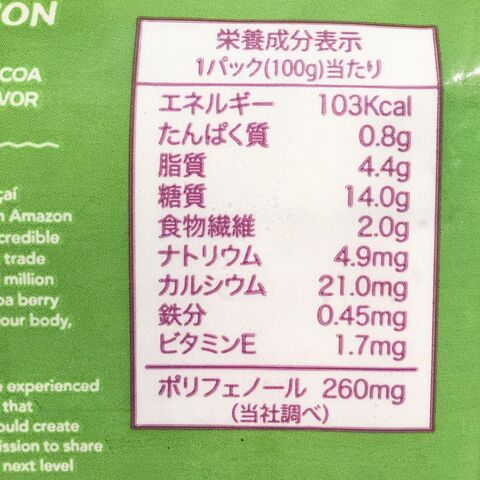 ION
COA
VOR
çaí
n Amazon
credible
trade
million
oa berry
your body,
e experienced
that
ould create
ission to share
next level
栄養成分表示
1パック(100g)当たり
エネルギー 103Kcal
たんぱく質 0.8g
脂質 4.4g
糖質 14.0g
食物繊維 2.0g
ナトリウム 4.9mg
カルシウム 21.0mg
鉄分 0.45mg
ビタミンE 1.7mg
ポリフェノール 260mg
(当社調べ)